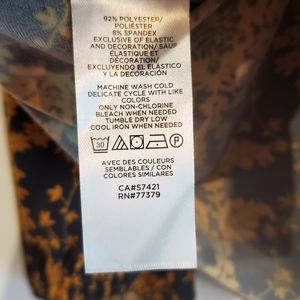 92% POLYESTER/
POLIÉSTER
8% SPANDEX
EXCLUSIVE OF ELASTIC
AND DECORATION/ SAUF
ÉLASTIQUE ET
DÉCORATION/
EXCLUYENDO EL ELÁSTICO
Y LA DECORACIÓN
MACHINE WASH COLD
DELICATE CYCLE WITH LIKE
COLORS
ONLY NON-CHLORINE
BLEACH WHEN NEEDED
TUMBLE DRY LOW
COOL IRON WHEN NEEDED
30 P
AVEC DES COULEURS
SEMBLABLES / CON
COLORES SIMILARES
CA#57421
RN#77379